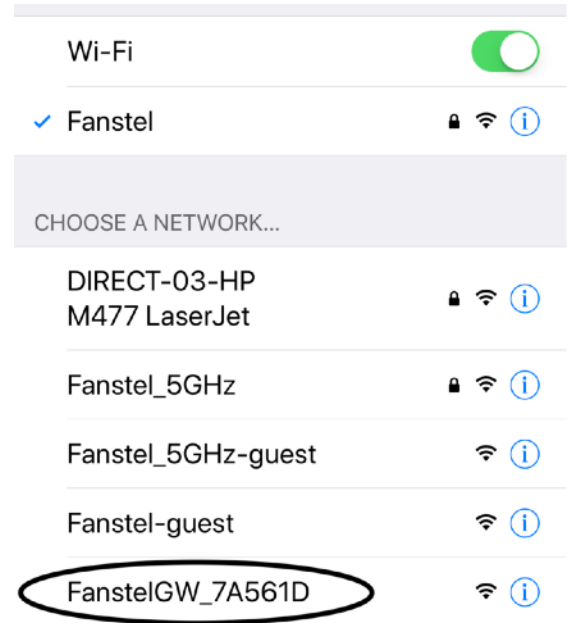 Wi-Fi
Fanstel
CHOOSE A NETWORK...
DIRECT-03-HP
M477 LaserJet
Fanstel_5GHz
Fanstel_5GHz-guest
Fanstel-guest
FanstelGW_7A561D